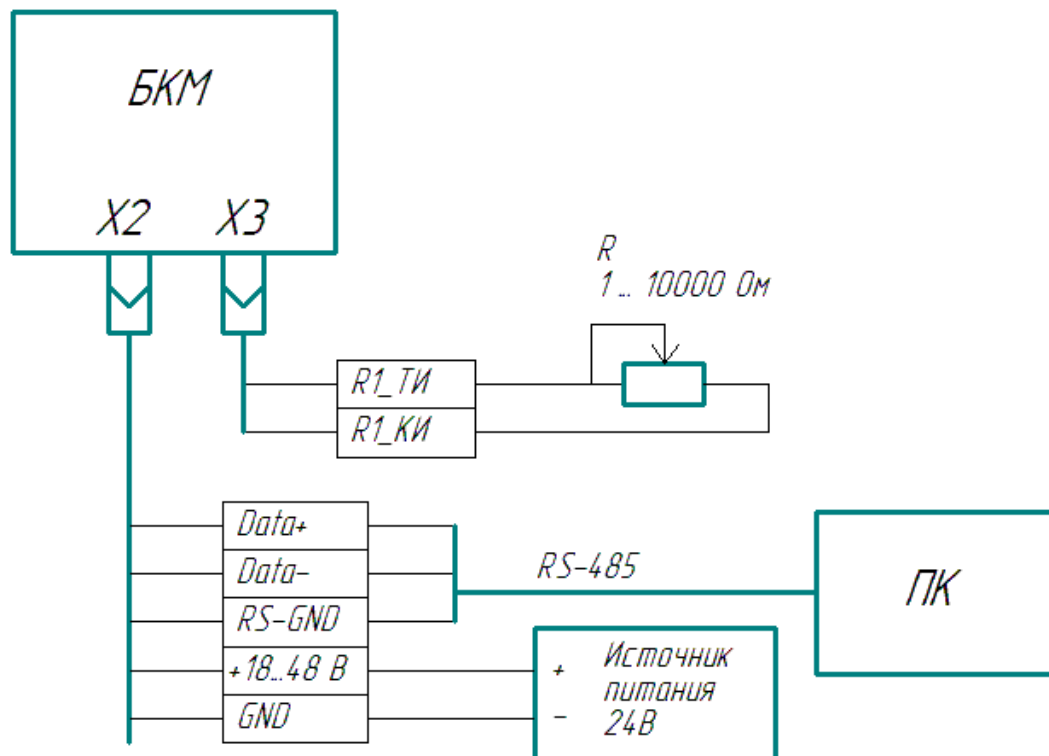 БКМ
X2
X3
R
1 ... 10000 Ом
R1_ТИ
R1_КИ
Data+
Data-
RS-GND
+18...48 В
GND
RS-485
ПК
+
Источник
питания
-
24В